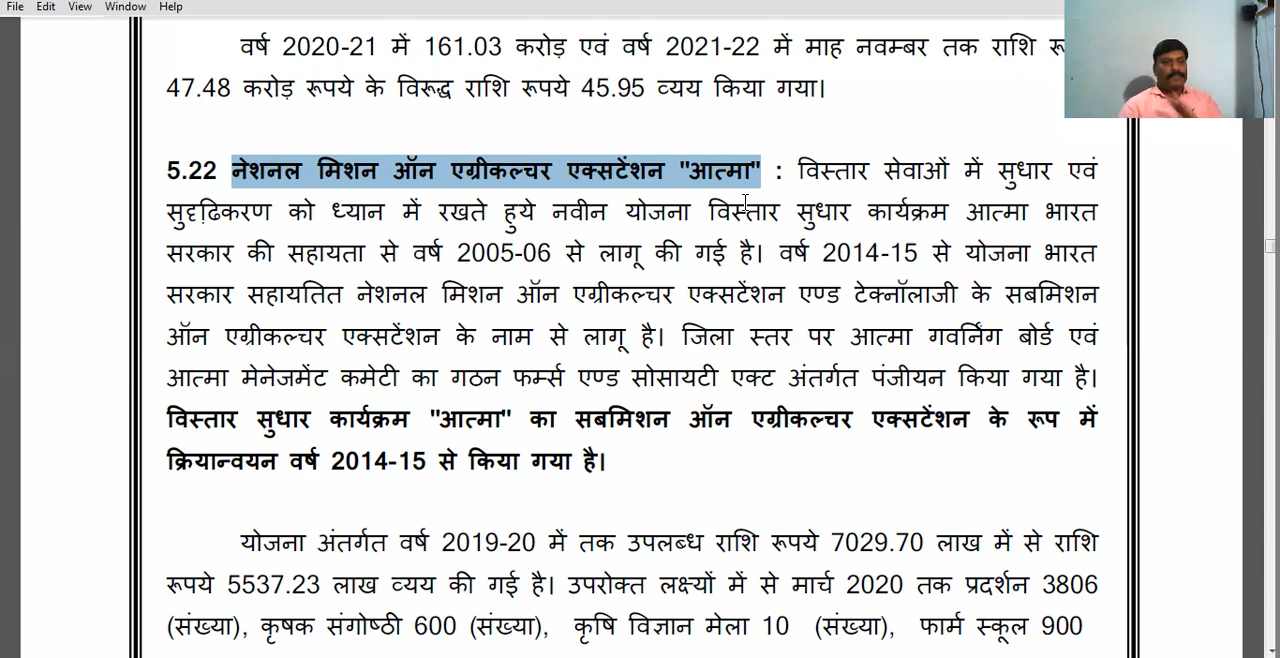 File Edit View Window Help
वर्ष 2020-21 में 161.03 करोड़ एवं वर्ष 2021-22 में माह नवम्बर तक राशि
47.48 करोड़ रूपये के विरूद्ध राशि रूपये 45.95 व्यय किया गया।
5.22 नेशनल मिशन ऑन एग्रीकल्चर एक्सटेंशन "आत्मा" : विस्तार सेवाओं में सुधार एवं
सुदृढ़िकरण को ध्यान में रखते हुये नवीन योजना विस्तार सुधार कार्यक्रम आत्मा भारत
सरकार की सहायता से वर्ष 2005-06 से लागू की गई है। वर्ष 2014-15 से योजना भारत
सरकार सहायतित नेशनल मिशन ऑन एग्रीकल्चर एक्सटेंशन एण्ड टेक्नॉलाजी के सबमिशन
ऑन एग्रीकल्चर एक्सटेंशन के नाम से लागू है। जिला स्तर पर आत्मा गवर्निंग बोर्ड एवं
आत्मा मेनेजमेंट कमेटी का गठन फर्म्स एण्ड सोसायटी एक्ट अंतर्गत पंजीयन किया गया है।
विस्तार सुधार कार्यक्रम "आत्मा" का सबमिशन ऑन एग्रीकल्चर एक्सटेंशन के रूप में
क्रियान्वयन वर्ष 2014-15 से किया गया है।
योजना अंतर्गत वर्ष 2019-20 में तक उपलब्ध राशि रूपये 7029.70 लाख में से राशि
रूपये 5537.23 लाख व्यय की गई है। उपरोक्त लक्ष्यों में से मार्च 2020 तक प्रदर्शन 3806
(संख्या), कृषक संगोष्ठी 600 (संख्या), कृषि विज्ञान मेला 10 (संख्या), फार्म स्कूल 900